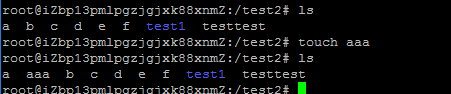 root@iZbp13pmlpgzjgjxk88xnmZ:/test2# ls
a  b  c  d  e  f  test1  testtest
root@iZbp13pmlpgzjgjxk88xnmZ:/test2# touch aaa
root@iZbp13pmlpgzjgjxk88xnmZ:/test2# ls
a  aaa  b  c  d  e  f  test1  testtest
root@iZbp13pmlpgzjgjxk88xnmZ:/test2#